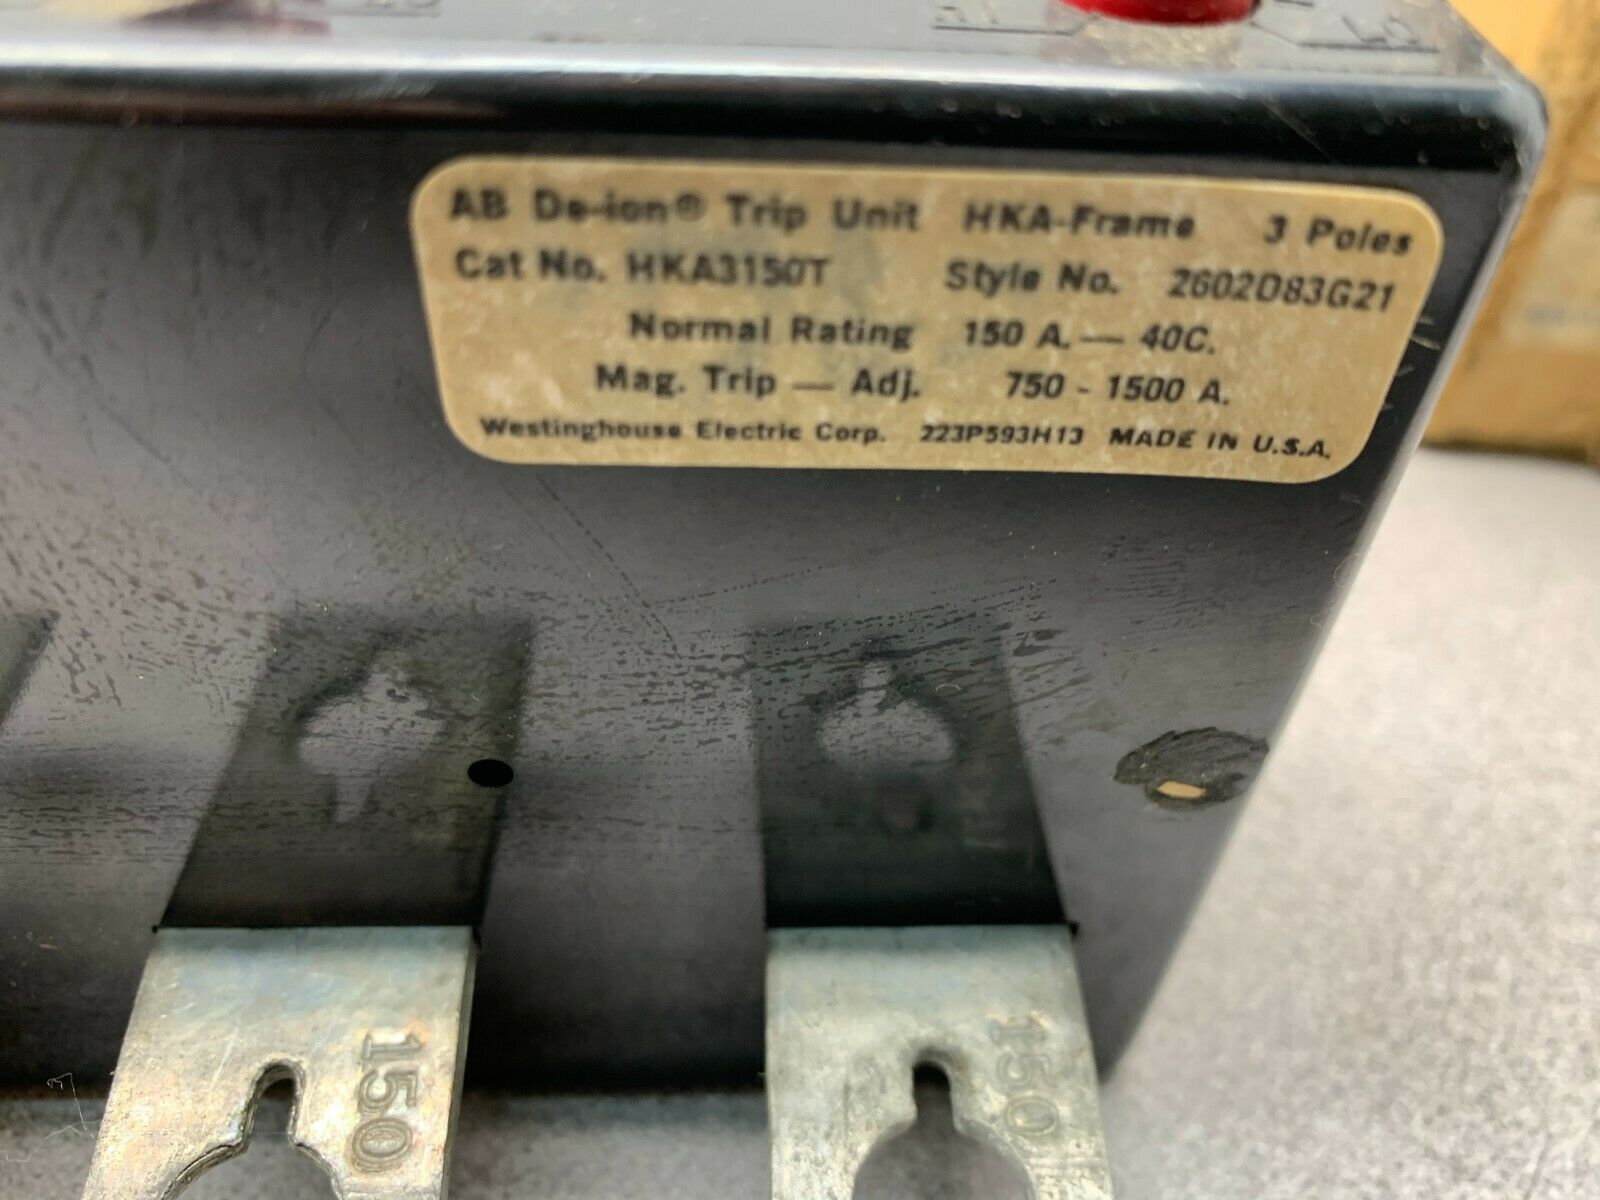 AB De-ion® Trip Unit HKA-Frame 3 Poles
Cat No. HKA3150T Style No. 2602D83G21
Normal Rating 150 A. — 40C.
Mag. Trip — Adj. 750 - 1500 A.
Westinghouse Electric Corp. 223P593H13 MADE IN U.S.A.
150
150